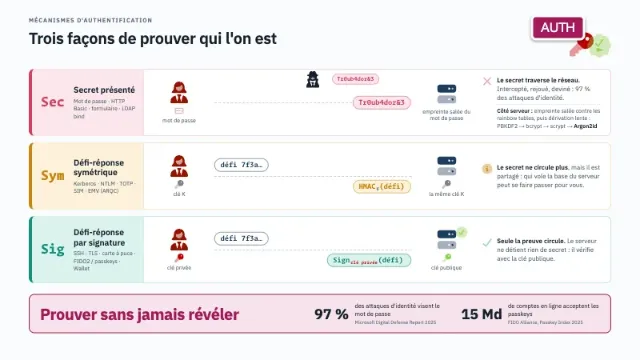 MÉCANISMES D'AUTHENTIFICATION
Trois façons de prouver qui l'on est
AUTH
Sec
Secret présenté
Mot de passe · HTTP
Basic · formulaire · LDAP
bind
mot de passe
Tr0ub4dor&3
Tr0ub4dor&3
empreinte salée du
mot de passe
Le secret traverse le réseau.
Intercepté, rejoué, deviné : 97 %
des attaques d'identité.
Côté serveur : empreinte salée contre les
rainbow tables, puis dérivation lente :
PBKDF2 → bcrypt → scrypt → Argon2id
Sym
Défi-réponse
symétrique
Kerberos · NTLM · TOTP ·
SIM · EMV (ARQC)
clé K
défi 7f3a…
HMACₖ(défi)
la même clé K
Le secret ne circule plus, mais il est
partagé : qui vole la base du serveur
peut se faire passer pour vous.
Sig
Défi-réponse
par signature
SSH · TLS · carte à puce ·
FIDO2 / passkeys ·
Wallet
clé privée
défi 7f3a…
Sign clé privée(défi)
clé publique
Seule la preuve circule. Le serveur
ne détient rien de secret : il vérifie
avec la clé publique.
Prouver sans jamais révéler
97 %
des attaques d'identité visent le
mot de passe
Microsoft Digital Defense Report 2025
15 Md
de comptes en ligne acceptent les
passkeys
FIDO Alliance, Passkey Index 2025